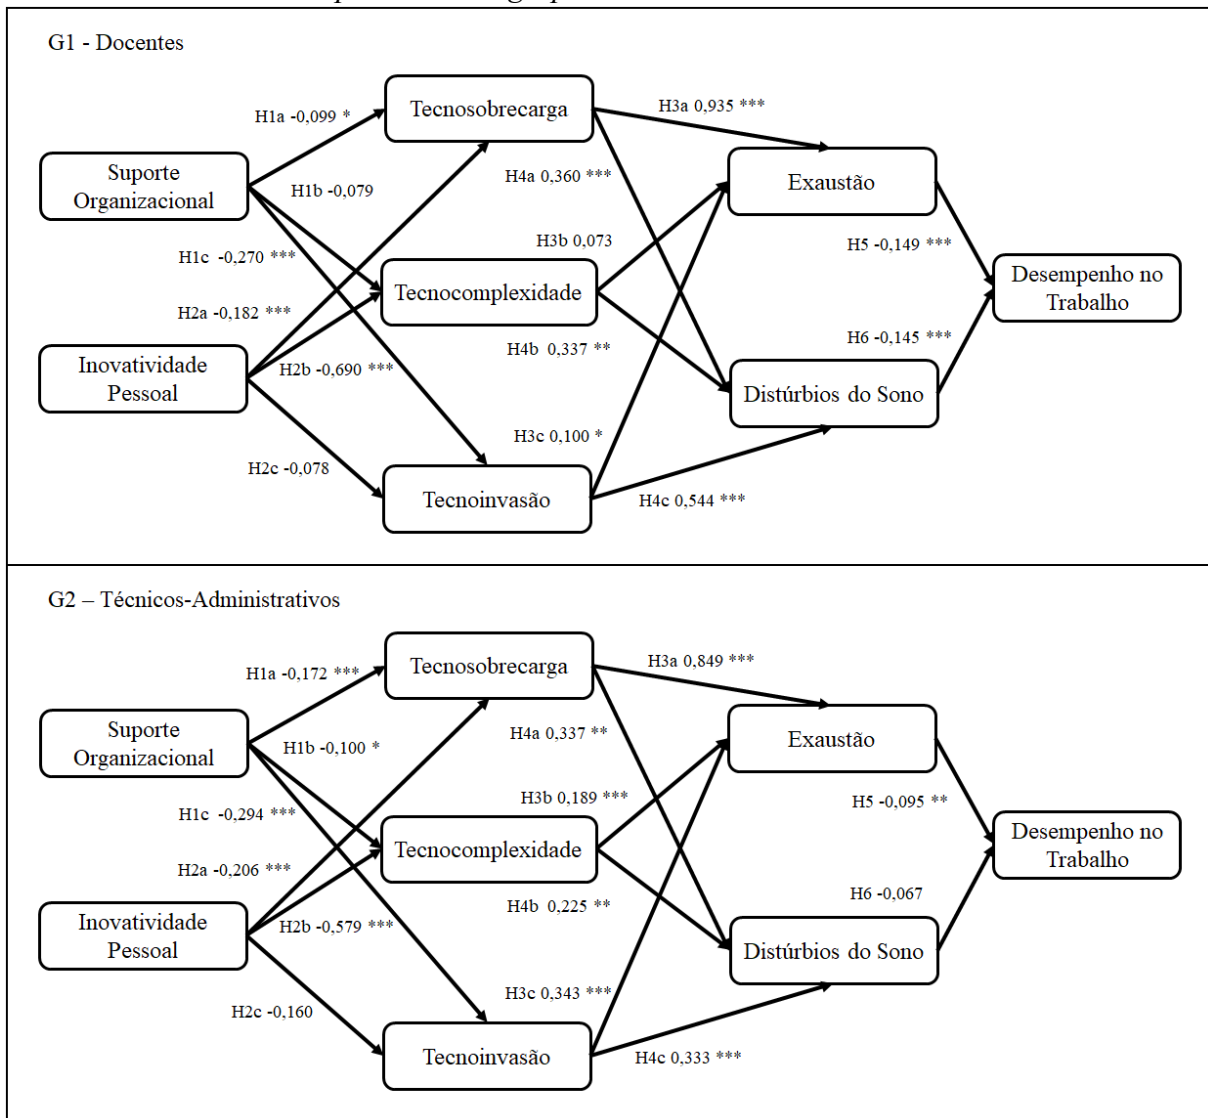 G1 - Docentes
Tecnosobrecarga
H3a 0,935 ***
H1a -0,099 *
Suporte
Organizacional
H1b -0,079
H4a 0,360 ***
Exaustão
H3b 0,073
H5 -0,149 ***
H1c -0,270 ***
Tecnocomplexidade
Desempenho no
Trabalho
H2a -0,182 ***
H4b 0,337 **
H6 -0,145 ***
Inovatividade
Pessoal
H2b -0,690 ***
Distúrbios do Sono
H3c 0,100 *
H2c -0,078
Tecnoinvasão
H4c 0,544 ***
G2 – Técnicos-Administrativos
Tecnosobrecarga
H3a 0,849 ***
H1a -0,172 ***
Suporte
Organizacional
H1b -0,100 *
H4a 0,337 **
Exaustão
H3b 0,189 ***
H5 -0,095 **
H1c -0,294 ***
Tecnocomplexidade
Desempenho no
Trabalho
H2a -0,206 ***
H4b 0,225 **
H6 -0,067
Inovatividade
Pessoal
H2b -0,579 ***
Distúrbios do Sono
H3c 0,343 ***
H2c -0,160
Tecnoinvasão
H4c 0,333 ***